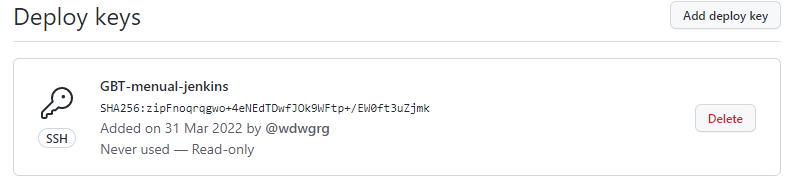 Deploy keys
Add deploy key
GBT-menual-jenkins
SHA256:zipFnoqrqgwo+4eNEdTDwfJOk9WFtp+/EW0ft3uZjmk
Added on 31 Mar 2022 by @wdwgrg
Delete
SSH
Never used — Read-only